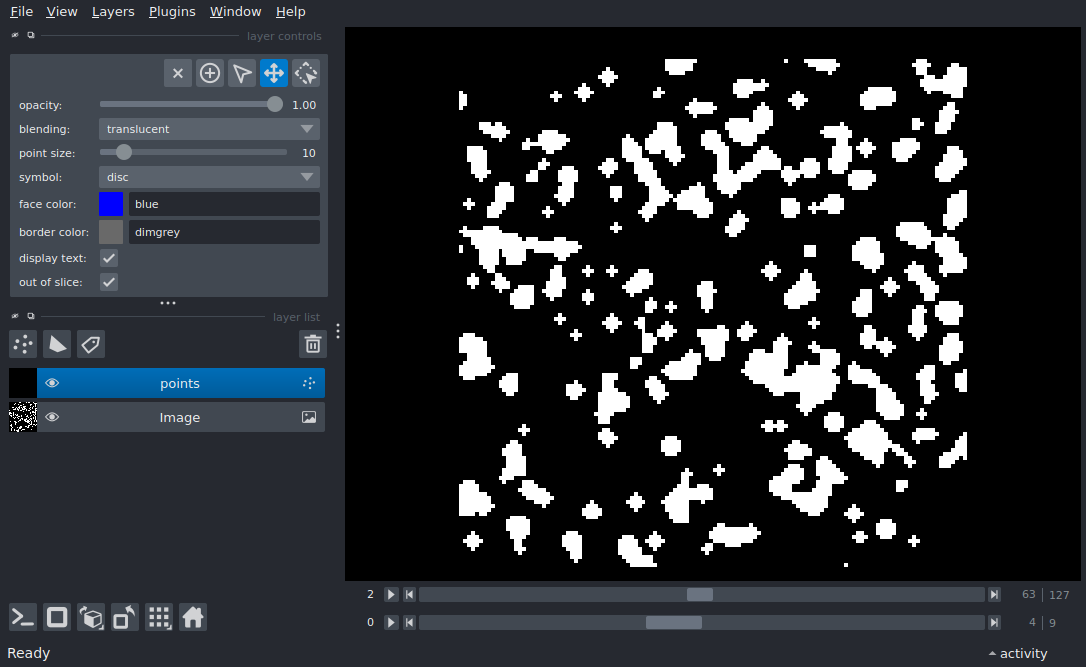 File View Layers Plugins Window Help
layer controls
opacity: 1.00
blending: translucent
point size: 10
symbol: disc
face color: blue
border color: dimgrey
display text:
out of slice:
layer list
points
Image
2 63 127
0 4 9
Ready activity